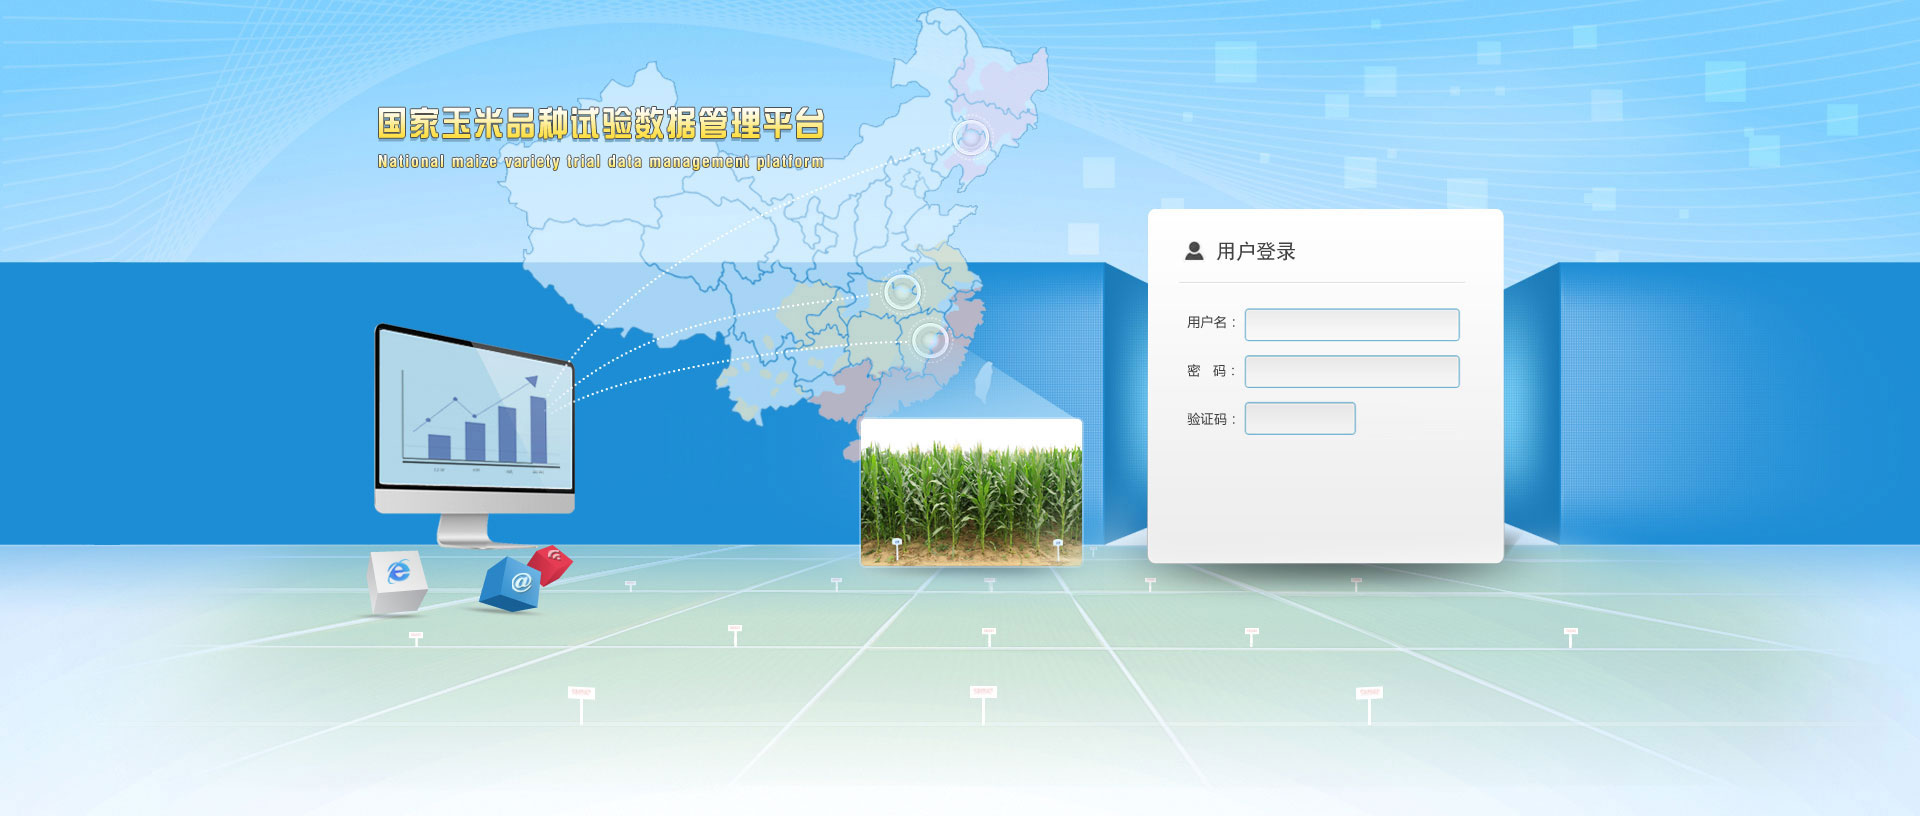 国家玉米品种试验数据管理平台
National maize variety trial data management platform
用户登录
用户名：
密 码：
验证码：
@